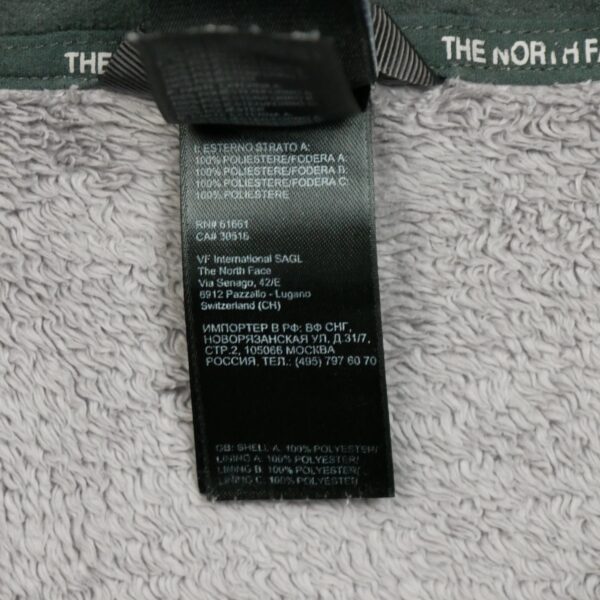 THE
THE NORTH FA
I: ESTERNO STRATO A:
100% POLIESTERE/FODERA A:
100% POLIESTERE/FODERA B:
100% POLIESTERE/FODERA C:
100% POLIESTERE
RN# 61661
CA# 30516
VF International SAGL
The North Face
Via Senago, 42/E
6912 Pazzallo - Lugano
Switzerland (CH)
ИМПОРТЕР В РФ: ВФ СНГ,
НОВОРЯЗАНСКАЯ УЛ, Д.31/7,
СТР.2, 105066 МОСКВА
РОССИЯ, ТЕЛ.: (495) 797 60 70
GB: SHELL A: 100% POLYESTER/
LINING A: 100% POLYESTER/
LINING B: 100% POLYESTER/
LINING C: 100% POLYESTER/